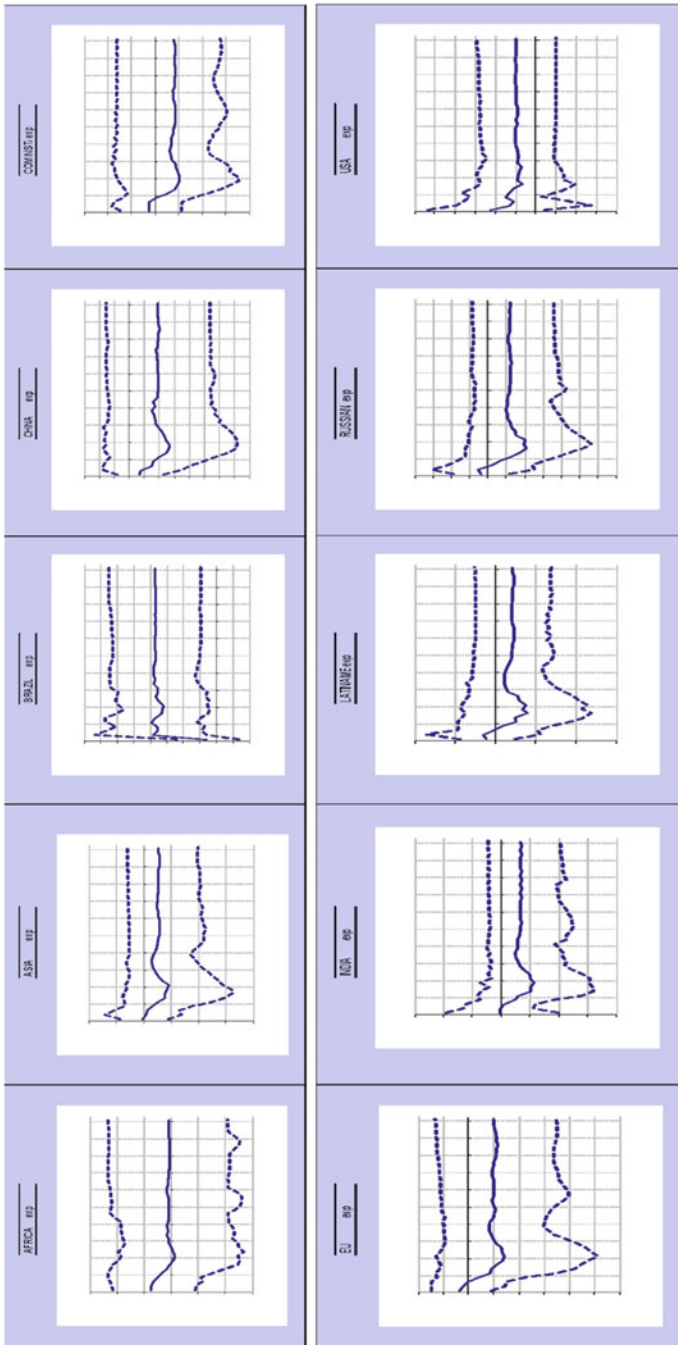 AFRICA exp
ASIA exp
BRAZIL exp
CHINA exp
COMINST exp
EU exp
INDIA exp
LATNAME exp
RUSSIAN exp
USA exp